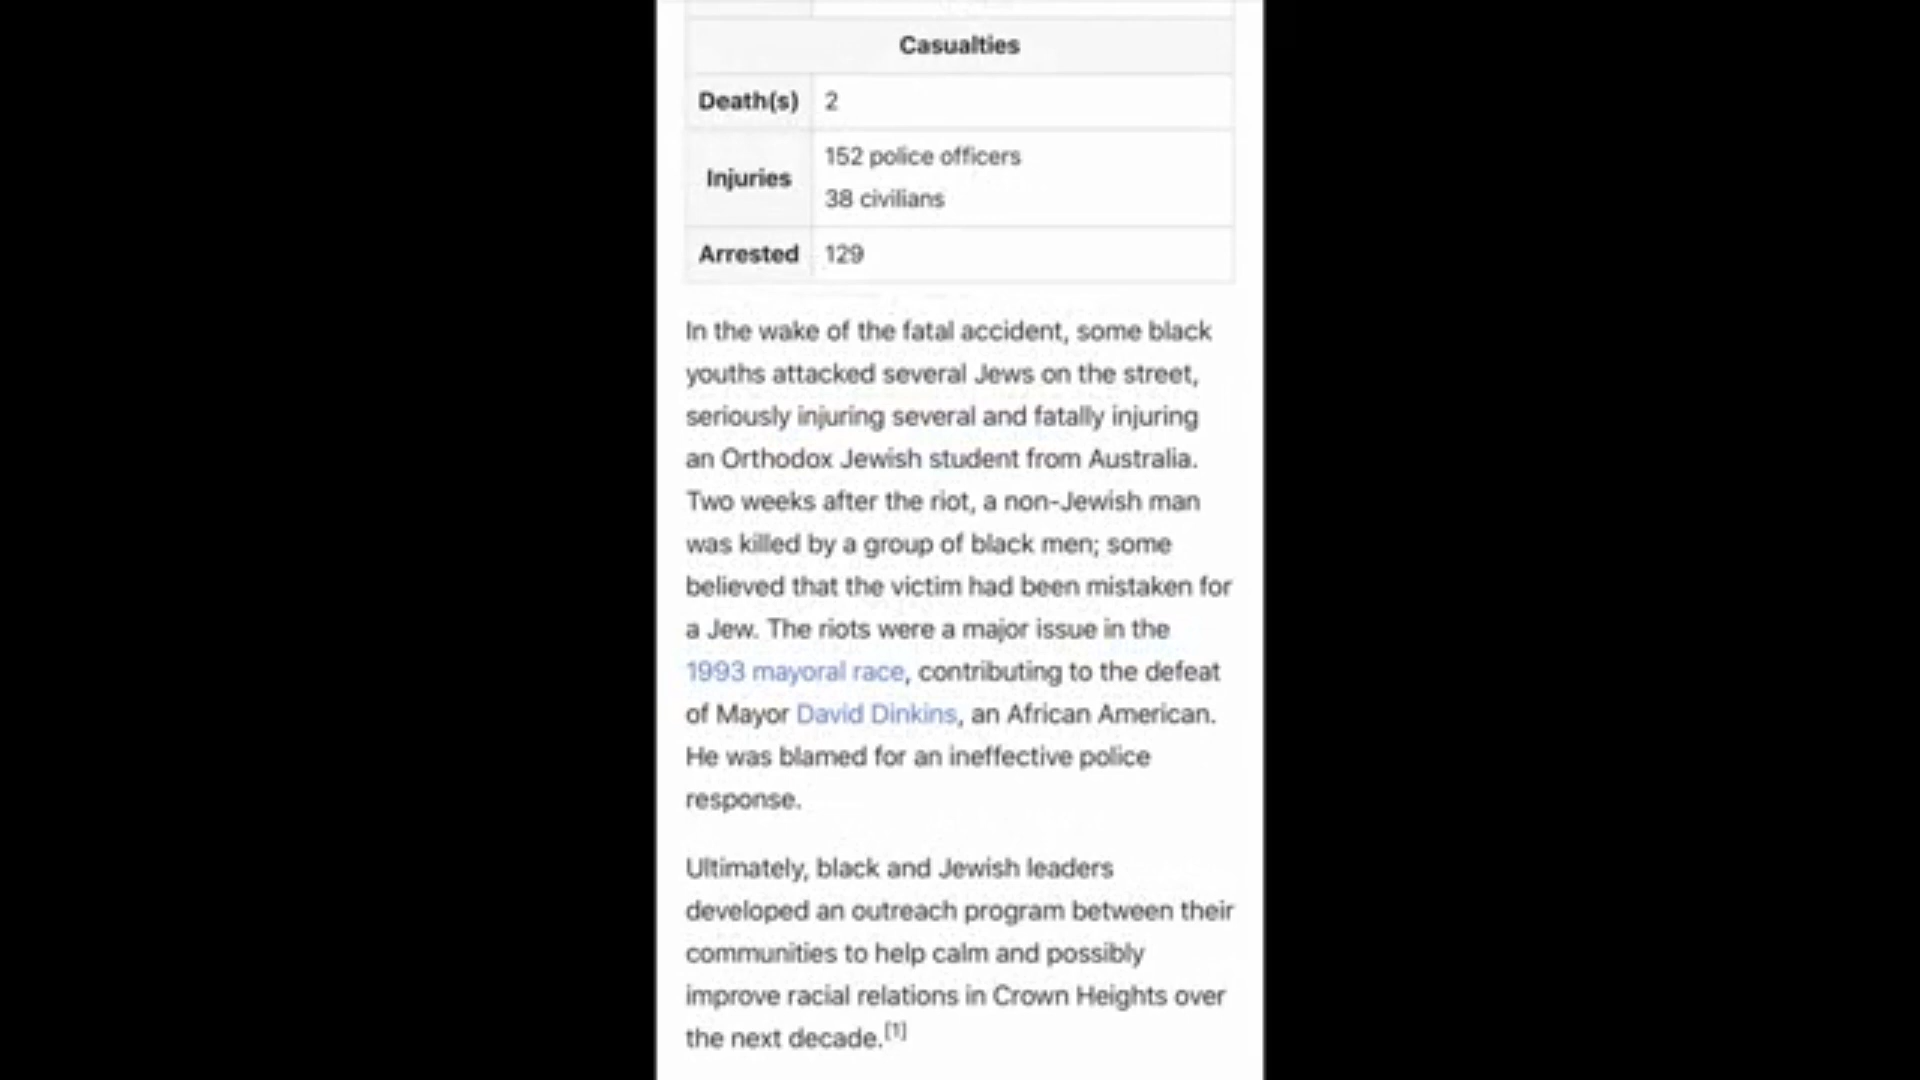 Casualties
Death(s) 2
Injuries 152 police officers
38 civilians
Arrested 129
In the wake of the fatal accident, some black
youths attacked several Jews on the street,
seriously injuring several and fatally injuring
an Orthodox Jewish student from Australia.
Two weeks after the riot, a non-Jewish man
was killed by a group of black men; some
believed that the victim had been mistaken for
a Jew. The riots were a major issue in the
1993 mayoral race, contributing to the defeat
of Mayor David Dinkins, an African American.
He was blamed for an ineffective police
response.
Ultimately, black and Jewish leaders
developed an outreach program between their
communities to help calm and possibly
improve racial relations in Crown Heights over
the next decade.[1]